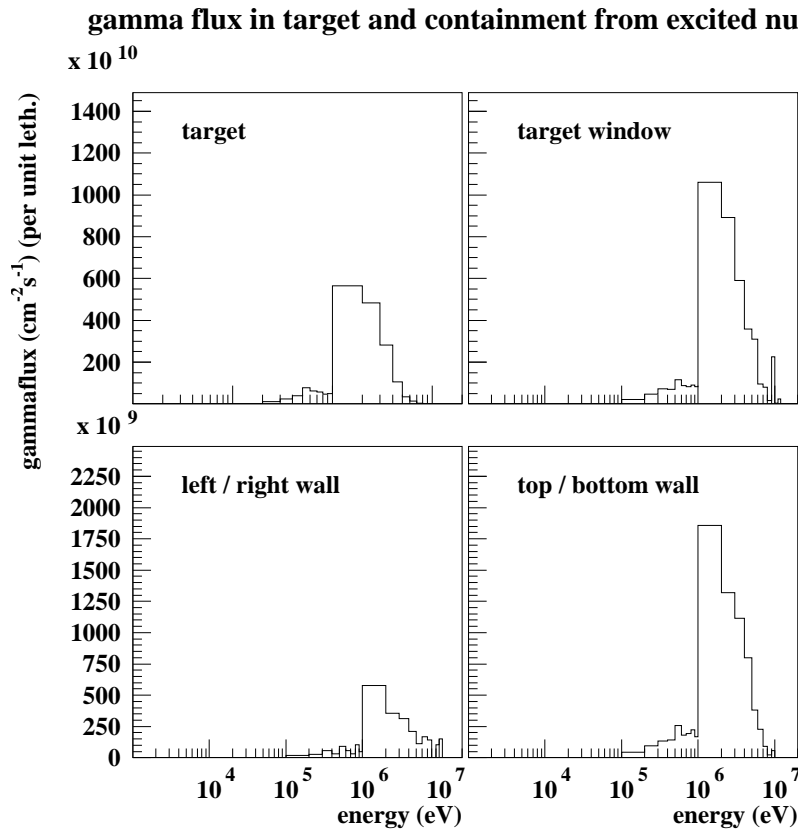 gamma flux in target and containment from excited nu
x 10 10
gammaflux (cm-2s-1) (per unit leth.)
1400
1200
1000
800
600
400
200
target
target window
x 10 9
2250
2000
1750
1500
1250
1000
750
500
250
0
left / right wall
top / bottom wall
10 4 10 5 10 6 10 7
10 4 10 5 10 6 10 7
energy (eV)
energy (eV)